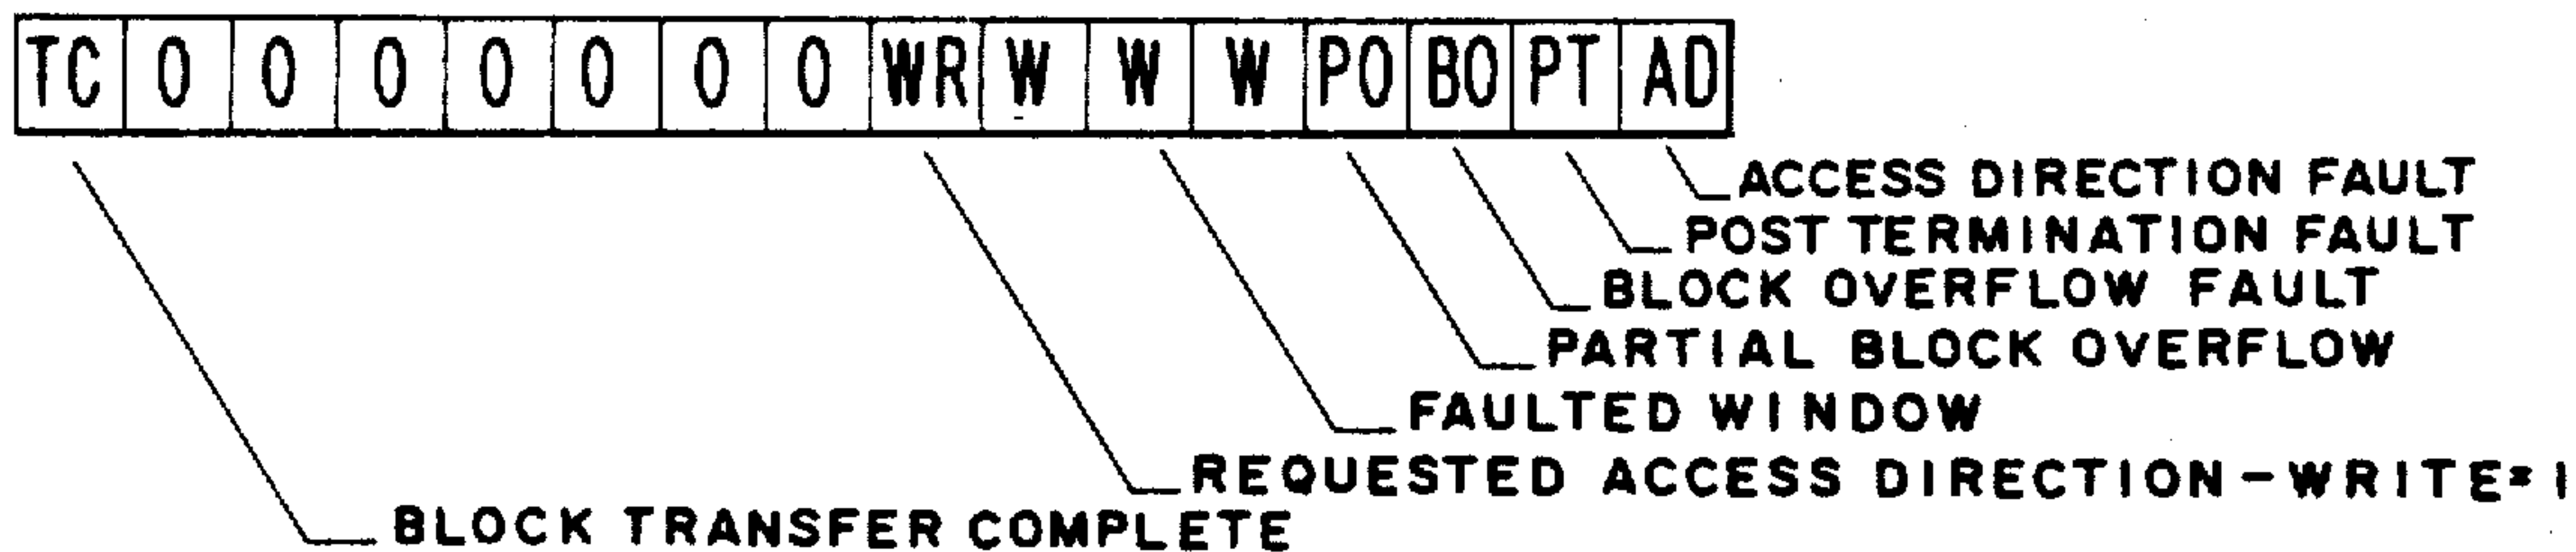 TC 0 0 0 0 0 0 0 WR W W W PO BO PT AD
ACCESS DIRECTION FAULT
POST TERMINATION FAULT
BLOCK OVERFLOW FAULT
PARTIAL BLOCK OVERFLOW
FAULTED WINDOW
REQUESTED ACCESS DIRECTION-WRITE=1
BLOCK TRANSFER COMPLETE